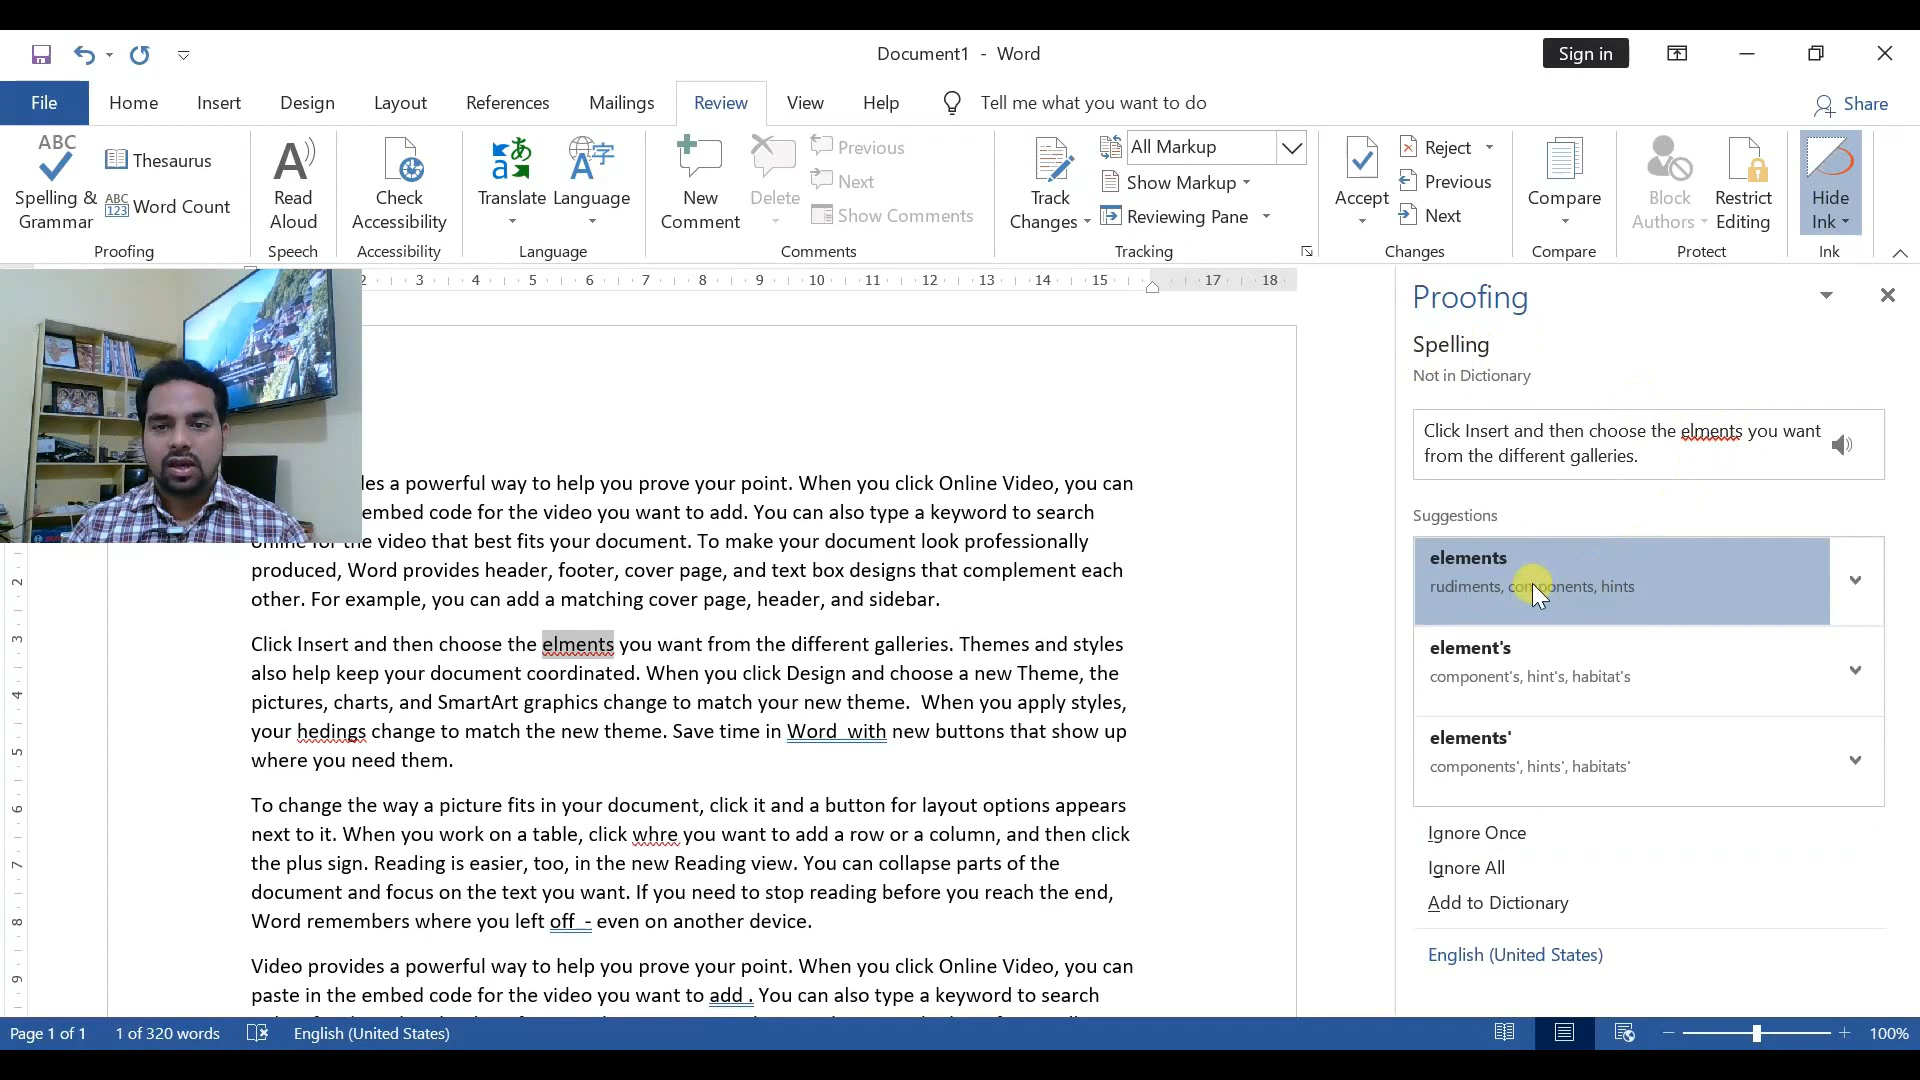 Document1 - Word
Sign in
File Home Insert Design Layout References Mailings Review View Help Tell me what you want to do Share
ABC
Spelling & Grammar
Thesaurus
ABC 123 Word Count
Proofing
A
Read Aloud
Speech
Check Accessibility
Accessibility
Translate
Language
Language
New Comment
Delete
Previous
Next
Show Comments
Comments
Track Changes
All Markup
Show Markup
Reviewing Pane
Tracking
Accept
Reject
Previous
Next
Changes
Compare
Compare
Block Authors
Restrict Editing
Protect
Hide Ink
Ink
2 3 4 5 6 7 8 9 10 11 12 13 14 15 17 18
les a powerful way to help you prove your point. When you click Online Video, you can
embed code for the video you want to add. You can also type a keyword to search
online for the video that best fits your document. To make your document look professionally
produced, Word provides header, footer, cover page, and text box designs that complement each
other. For example, you can add a matching cover page, header, and sidebar.
Click Insert and then choose the elments you want from the different galleries. Themes and styles
also help keep your document coordinated. When you click Design and choose a new Theme, the
pictures, charts, and SmartArt graphics change to match your new theme.  When you apply styles,
your hedings change to match the new theme. Save time in Word  with new buttons that show up
where you need them.
To change the way a picture fits in your document, click it and a button for layout options appears
next to it. When you work on a table, click whre you want to add a row or a column, and then click
the plus sign. Reading is easier, too, in the new Reading view. You can collapse parts of the
document and focus on the text you want. If you need to stop reading before you reach the end,
Word remembers where you left off  - even on another device.
Video provides a powerful way to help you prove your point. When you click Online Video, you can
paste in the embed code for the video you want to add . You can also type a keyword to search
2
3
4
5
6
7
8
9
Proofing
Spelling
Not in Dictionary
Click Insert and then choose the elments you want
from the different galleries.
Suggestions
elements
rudiments, components, hints
element's
component's, hint's, habitat's
elements'
components', hints', habitats'
Ignore Once
Ignore All
Add to Dictionary
English (United States)
Page 1 of 1 1 of 320 words English (United States) 100%